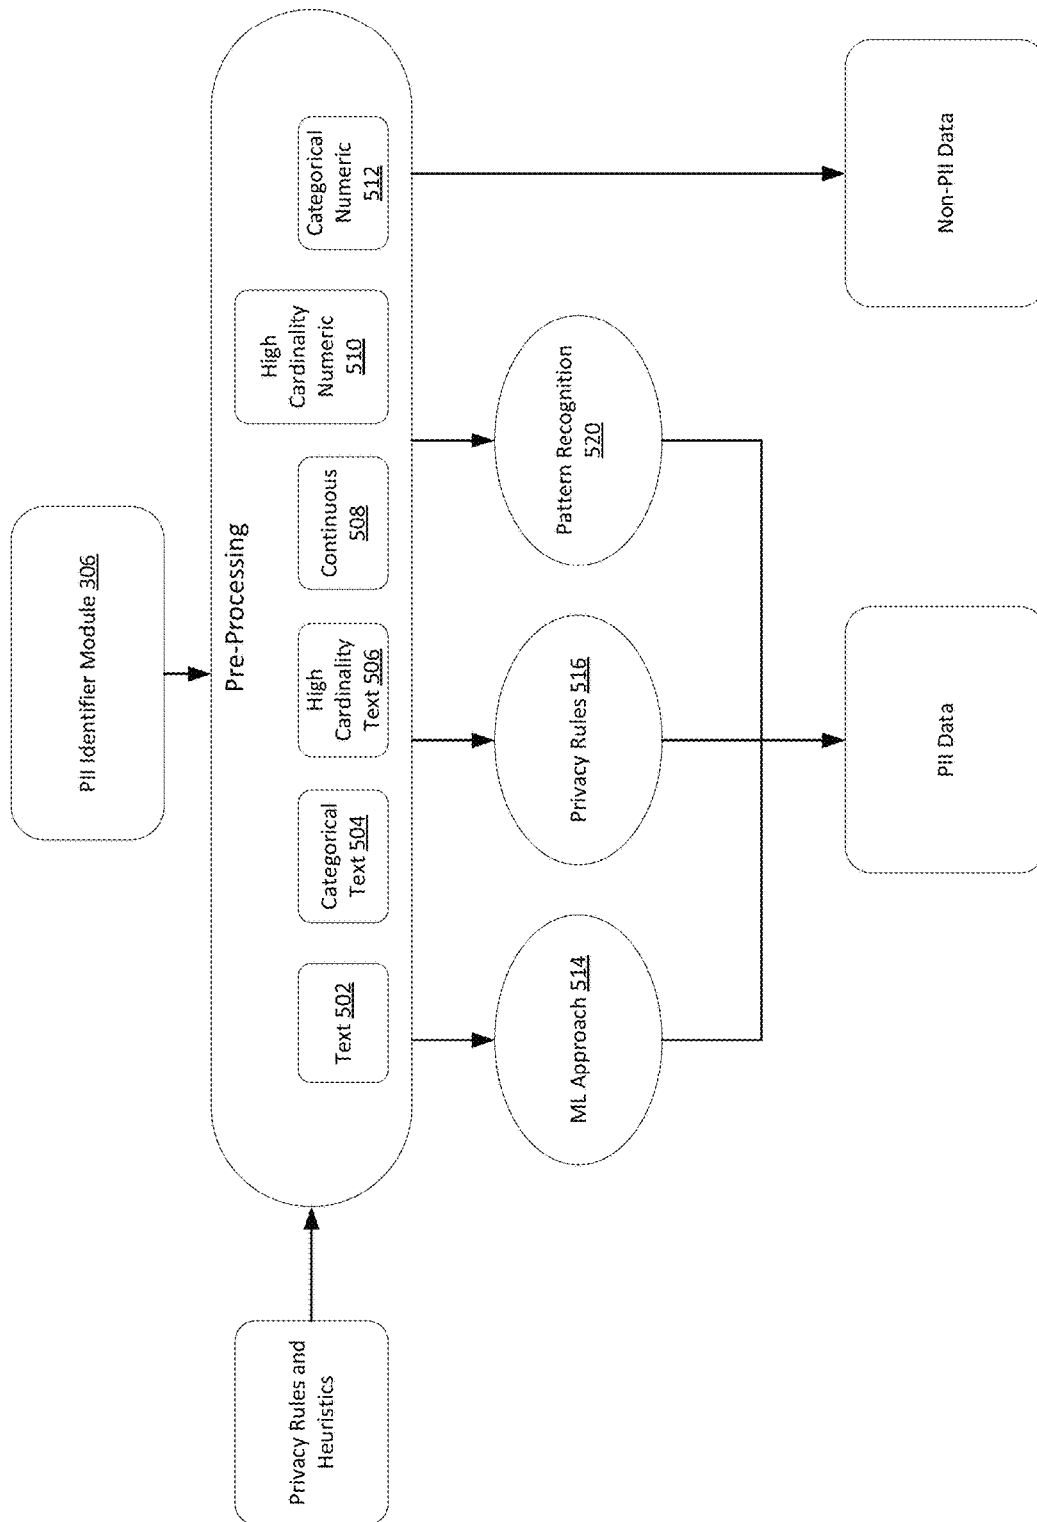 PII Identifier Module 306
Privacy Rules and
Heuristics
Pre-Processing
Text 502
Categorical
Text 504
High
Cardinality
Text 506
Continuous
508
High
Cardinality
Numeric
510
Categorical
Numeric
512
ML Approach 514
Privacy Rules 516
Pattern Recognition
520
PII Data
Non-PII Data